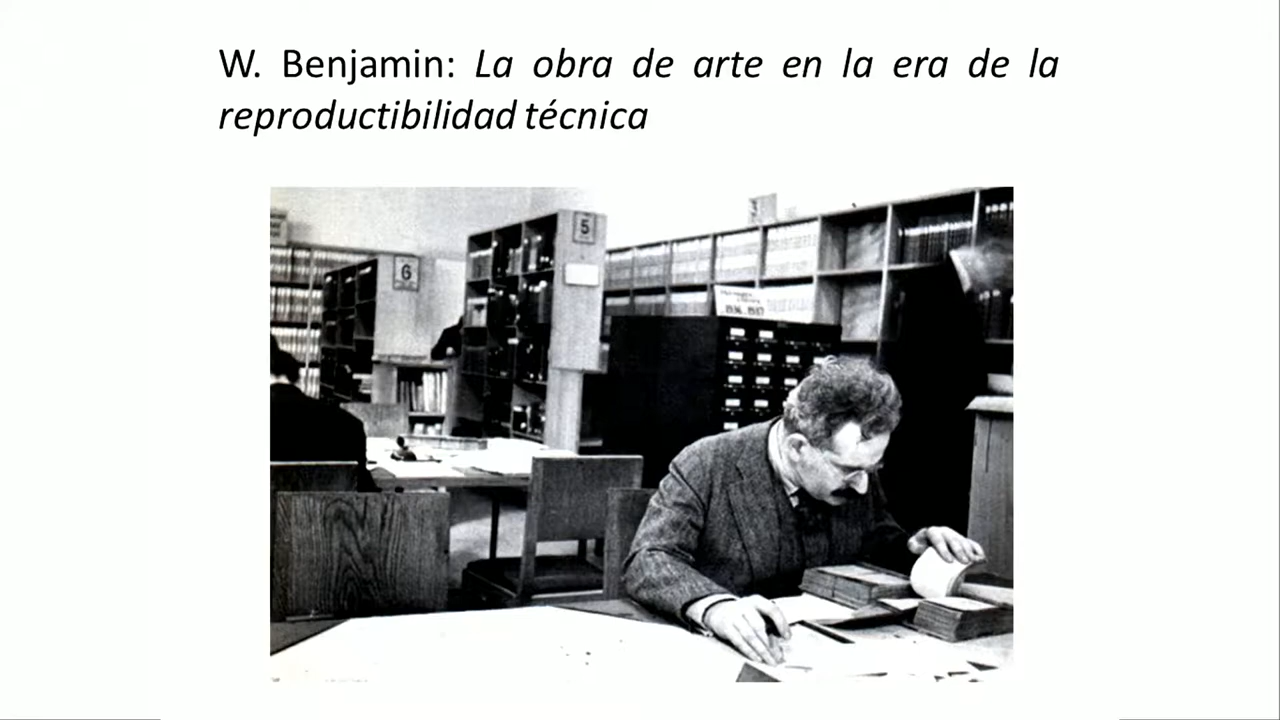 W. Benjamin: La obra de arte en la era de la
reproductibilidad técnica
5
6